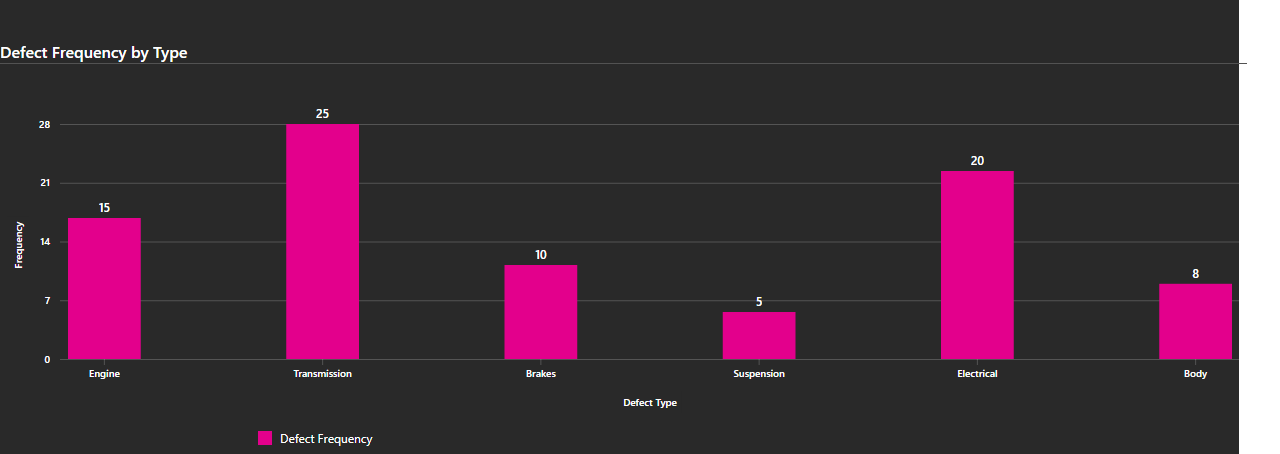 Defect Frequency by Type
25
28
20
21
15
Frequency
14
10
8
7
5
0
Engine Transmission Brakes Suspension Electrical Body
Defect Type
Defect Frequency